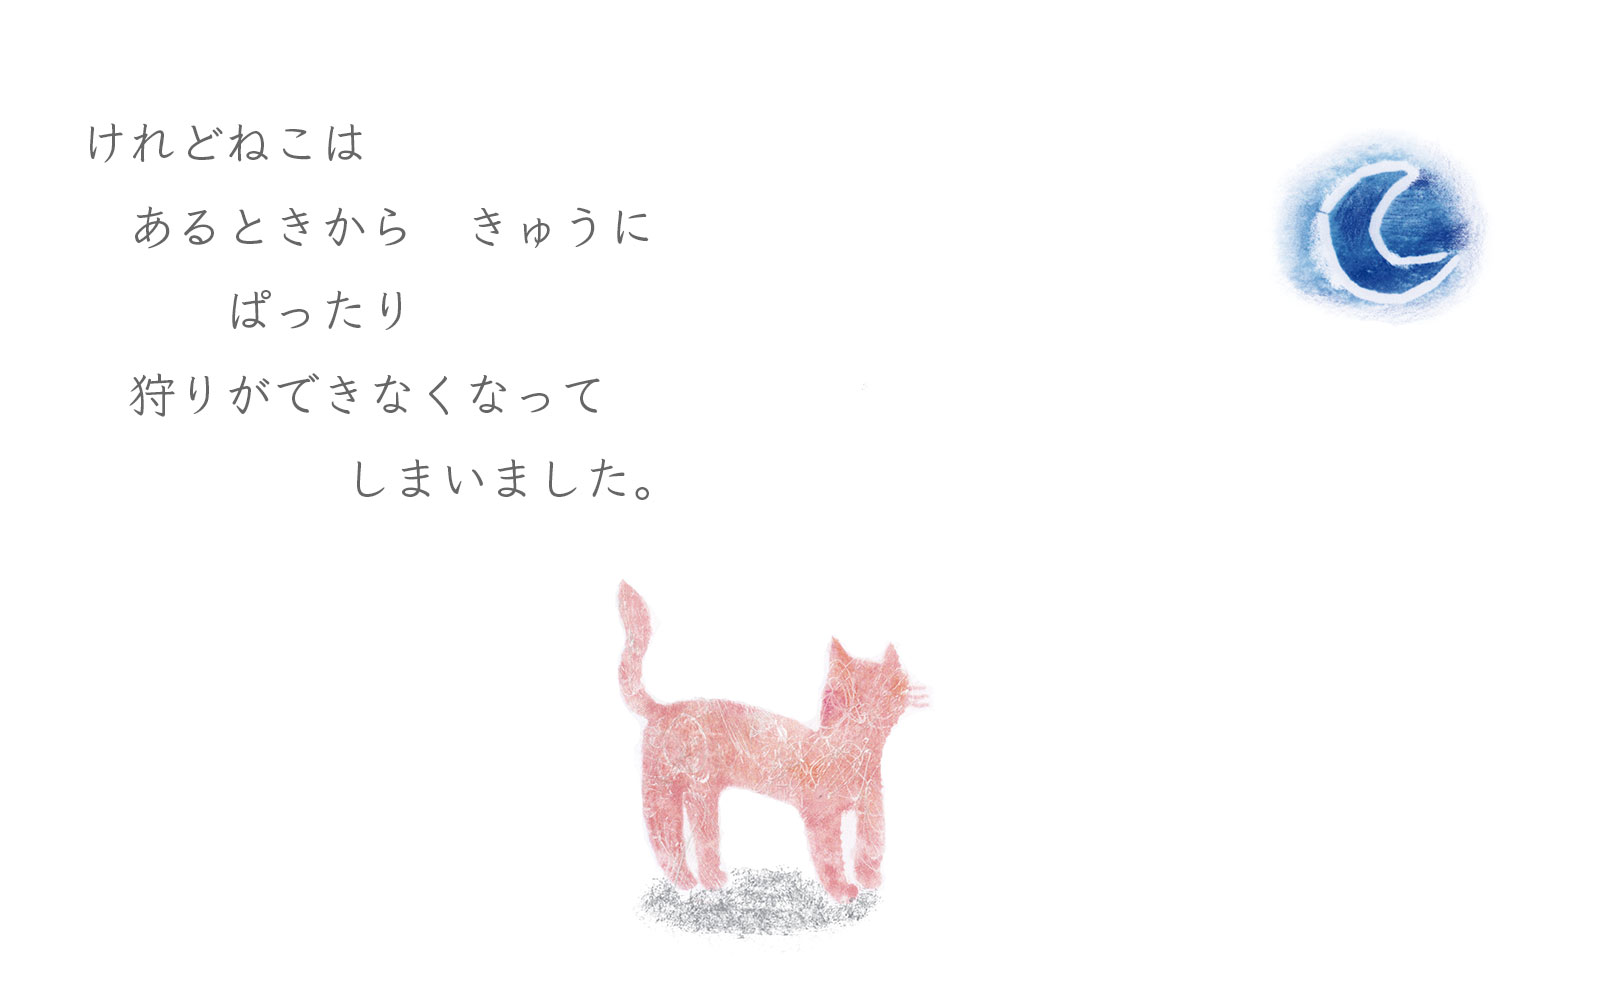 けれどねこは
あるときから　きゅうに
ぱったり
狩りができなくなって
しまいました。